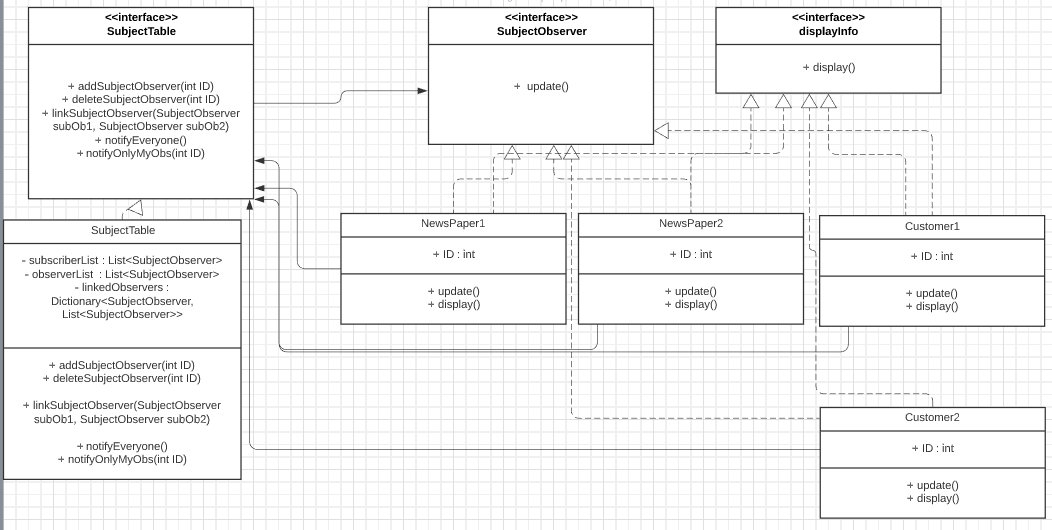 <<interface>>
SubjectTable
+ addSubjectObserver(int ID)
+ deleteSubjectObserver(int ID)
+ linkSubjectObserver(SubjectObserver
subOb1, SubjectObserver subOb2)
+ notifyEveryone()
+ notifyOnlyMyObs(int ID)
<<interface>>
SubjectObserver
+ update()
<<interface>>
displayInfo
+ display()
SubjectTable
- subscriberList : List<SubjectObserver>
- observerList : List<SubjectObserver>
- linkedObservers :
Dictionary<SubjectObserver,
List<SubjectObserver>>
+ addSubjectObserver(int ID)
+ deleteSubjectObserver(int ID)
+ linkSubjectObserver(SubjectObserver
subOb1, SubjectObserver subOb2)
+ notifyEveryone()
+ notifyOnlyMyObs(int ID)
NewsPaper1
+ ID : int
+ update()
+ display()
NewsPaper2
+ ID : int
+ update()
+ display()
Customer1
+ ID : int
+ update()
+ display()
Customer2
+ ID : int
+ update()
+ display()